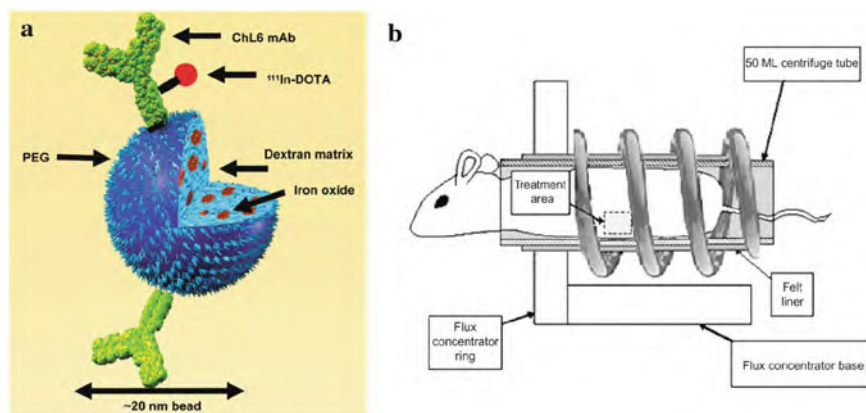 a
ChL6 mAb
¹¹¹In-DOTA
PEG
Dextran matrix
Iron oxide
~20 nm bead
b
50 ML centrifuge tube
Treatment
area
Felt
liner
Flux
concentrator
ring
Flux concentrator base